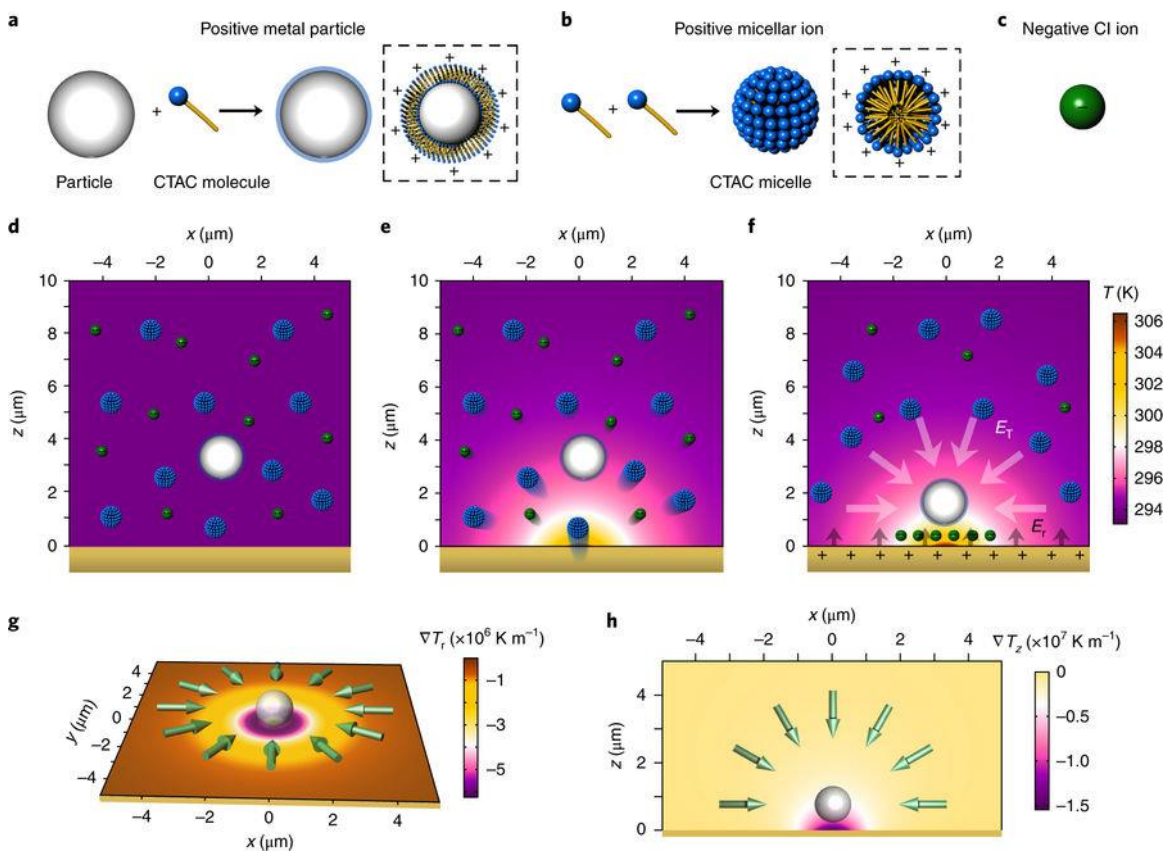 a
Positive metal particle
+
+ + + + + + + + + +
Particle
CTAC molecule
b
Positive micellar ion
+
+ + + + + + + + + +
CTAC micelle
c
Negative CI ion
d
x (μm)
−4 −2 0 2 4
10
8
6
4
2
0
z (μm)
e
x (μm)
−4 −2 0 2 4
10
8
6
4
2
0
z (μm)
f
x (μm)
−4 −2 0 2 4
10
8
6
4
2
0
z (μm)
E_T
E_r
+ + + + + + + + + +
T (K)
306
304
302
300
298
296
294
g
∇T_r (×10⁶ K m⁻¹)
−1
−3
−5
4
2
0
−2
−4
y (μm)
−4 −2 0 2 4
x (μm)
h
x (μm)
−4 −2 0 2 4
∇T_z (×10⁷ K m⁻¹)
0
−0.5
−1.0
−1.5
4
2
0
z (μm)